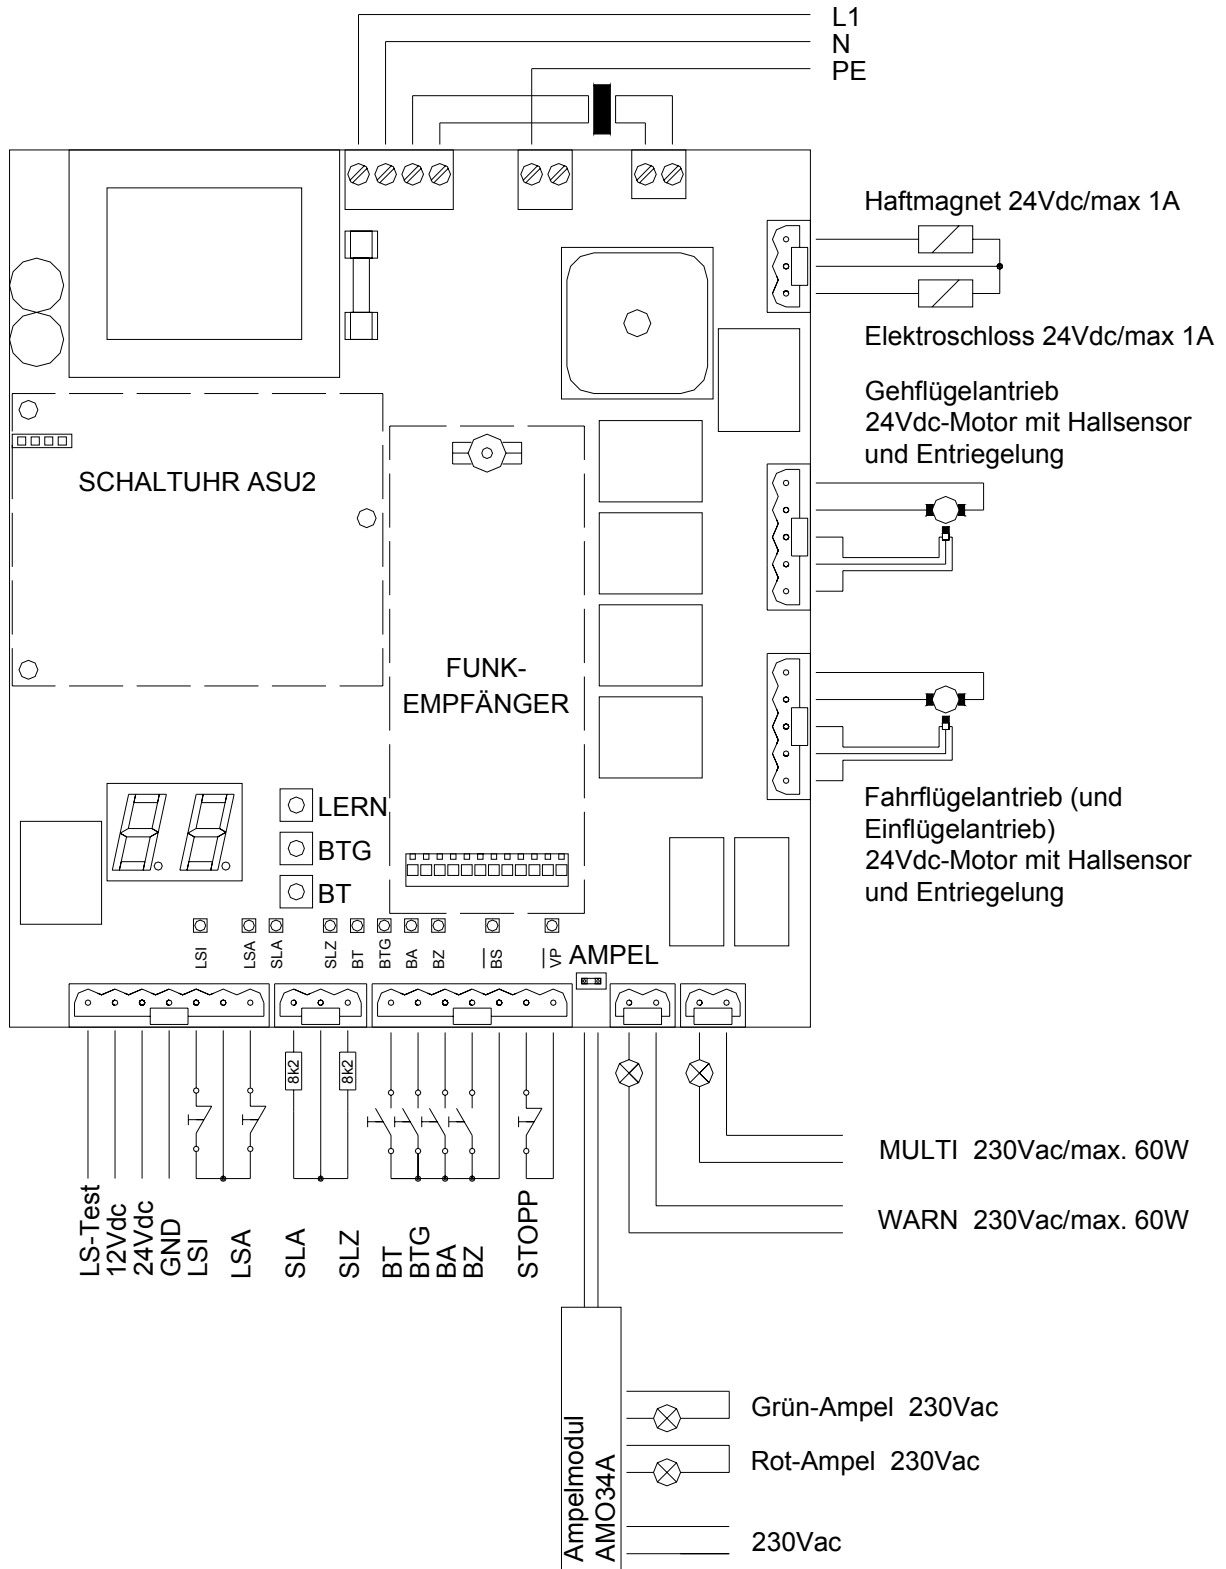 L1
N
PE
Haftmagnet 24Vdc/max 1A
Elektroschloss 24Vdc/max 1A
Gehflügelantrieb
24Vdc-Motor mit Hallsensor
und Entriegelung
SCHALTUHR ASU2
FUNK-
EMPFÄNGER
Fahrflügelantrieb (und
Einflügelantrieb)
24Vdc-Motor mit Hallsensor
und Entriegelung
LERN
BTG
BT
LSI
LSA
SLA
SLZ
BT
BTG
BA
BZ
BS
VP
AMPEL
8k2
8k2
MULTI 230Vac/max. 60W
WARN 230Vac/max. 60W
LS-Test
12Vdc
24Vdc
GND
LSI
LSA
SLA
SLZ
BT
BTG
BA
BZ
STOPP
Ampelmodul
AMO34A
Grün-Ampel 230Vac
Rot-Ampel 230Vac
230Vac